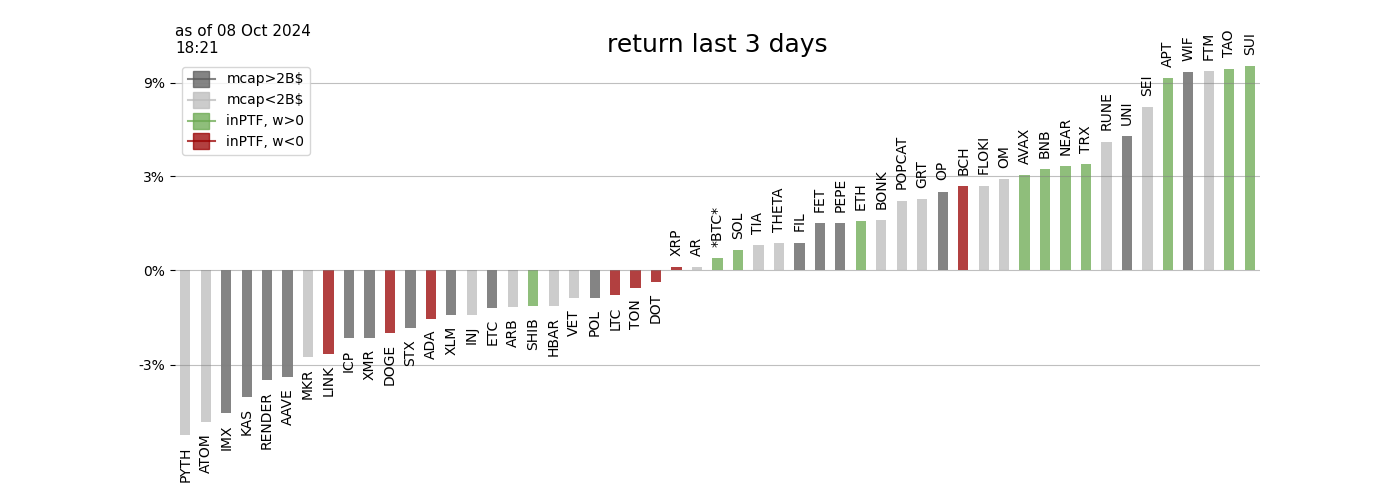 as of 08 Oct 2024
18:21
return last 3 days
mcap>2B$
mcap<2B$
inPTF, w>0
inPTF, w<0
9%
3%
0%
-3%
PYTH
ATOM
IMX
KAS
RENDER
AAVE
MKR
LINK
ICP
XMR
DOGE
STX
ADA
XLM
INJ
ETC
ARB
SHIB
HBAR
VET
POL
LTC
TON
DOT
XRP
AR
*BTC*
SOL
TIA
THETA
FIL
FET
PEPE
ETH
BONK
POPCAT
GRT
OP
BCH
FLOKI
OM
AVAX
BNB
NEAR
TRX
RUNE
UNI
SEI
APT
WIF
FTM
TAO
SUI